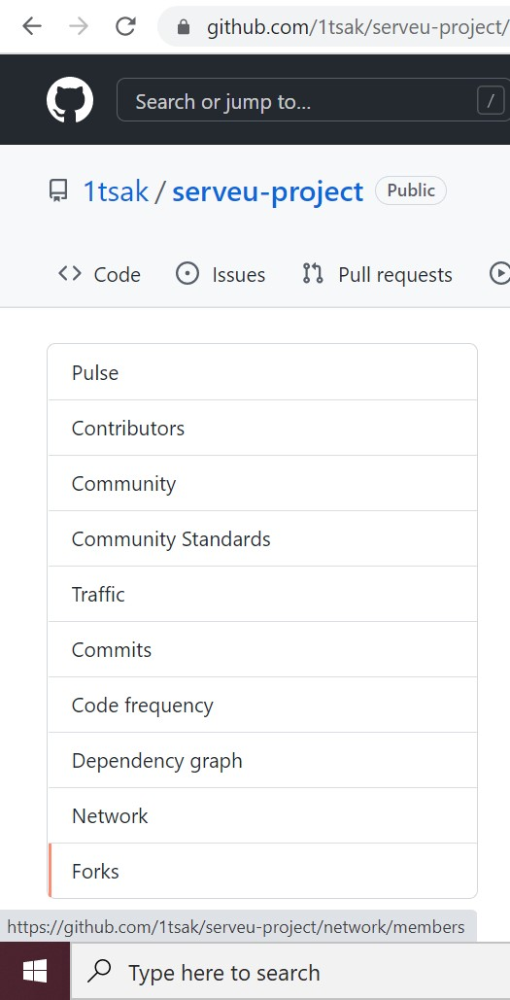 github.com/1tsak/serveu-project/
Search or jump to...
/
1tsak / serveu-project Public
Code Issues Pull requests
Pulse
Contributors
Community
Community Standards
Traffic
Commits
Code frequency
Dependency graph
Network
Forks
https://github.com/1tsak/serveu-project/network/members
Type here to search